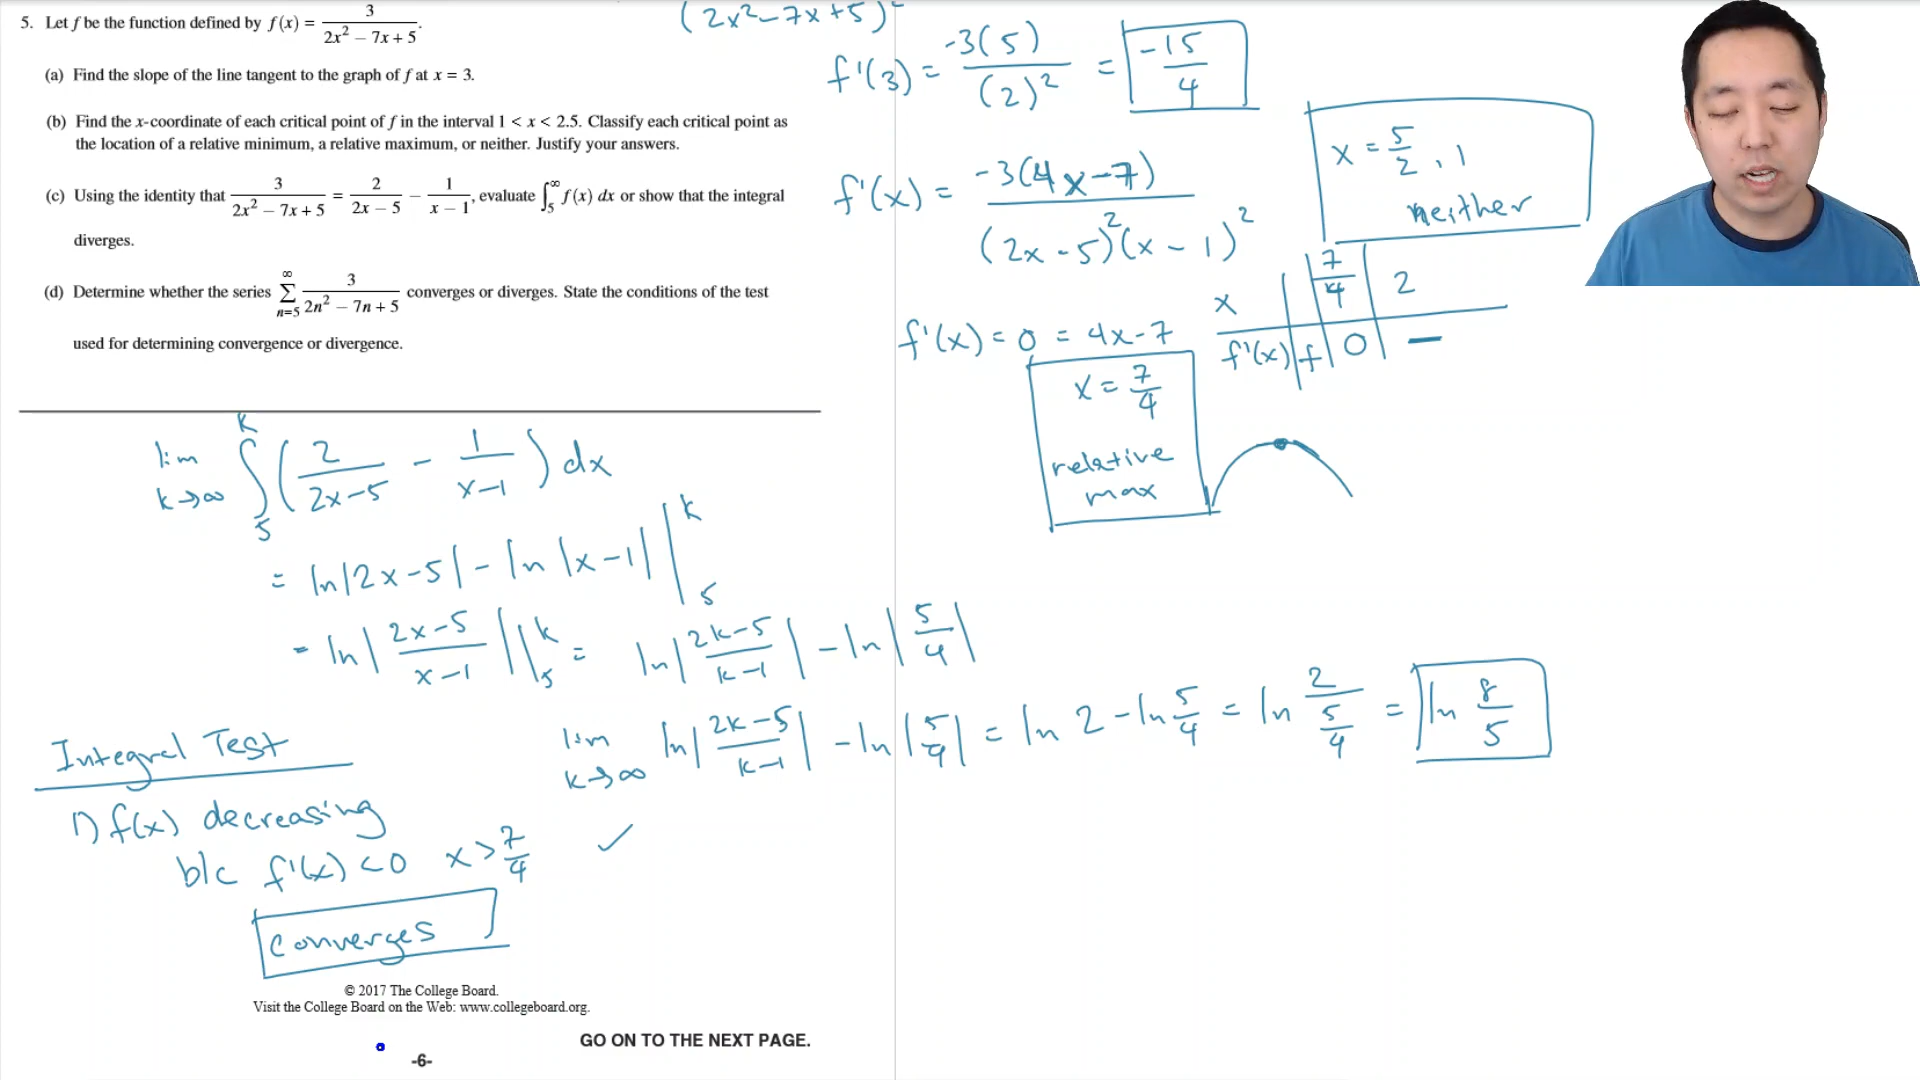 5. Let f be the function defined by f(x) = 3/(2x² − 7x + 5).
(a) Find the slope of the line tangent to the graph of f at x = 3.
(b) Find the x-coordinate of each critical point of f in the interval 1 < x < 2.5. Classify each critical point as
the location of a relative minimum, a relative maximum, or neither. Justify your answers.
(c) Using the identity that 3/(2x² − 7x + 5) = 2/(2x − 5) − 1/(x − 1), evaluate ∫₅^∞ f(x) dx or show that the integral
diverges.
(d) Determine whether the series ∑_{n=5}^∞ 3/(2n² − 7n + 5) converges or diverges. State the conditions of the test
used for determining convergence or divergence.
(2x²-7x+5)²
f'(3) = -3(5)/(2)² = -15/4
f'(x) = -3(4x-7)/((2x-5)²(x-1)²)
x = 5/2, 1
neither
x | | 7/4 | 2
f'(x) | + | 0 | −
f'(x) = 0 = 4x-7
x = 7/4
relative
max
lim k→∞ ∫₅^k (2/(2x-5) - 1/(x-1)) dx
= ln|2x-5| - ln|x-1| |₅^k
= ln|(2x-5)/(x-1)| |₅^k = ln|(2k-5)/(k-1)| - ln|5/4|
lim k→∞ ln|(2k-5)/(k-1)| - ln|5/4| = ln 2 - ln 5/4 = ln 2/(5/4) = ln 8/5
Integral Test
1) f(x) decreasing
b/c f'(x) <0 x > 7/4 ✓
Converges
© 2017 The College Board.
Visit the College Board on the Web: www.collegeboard.org.
GO ON TO THE NEXT PAGE.
-6-